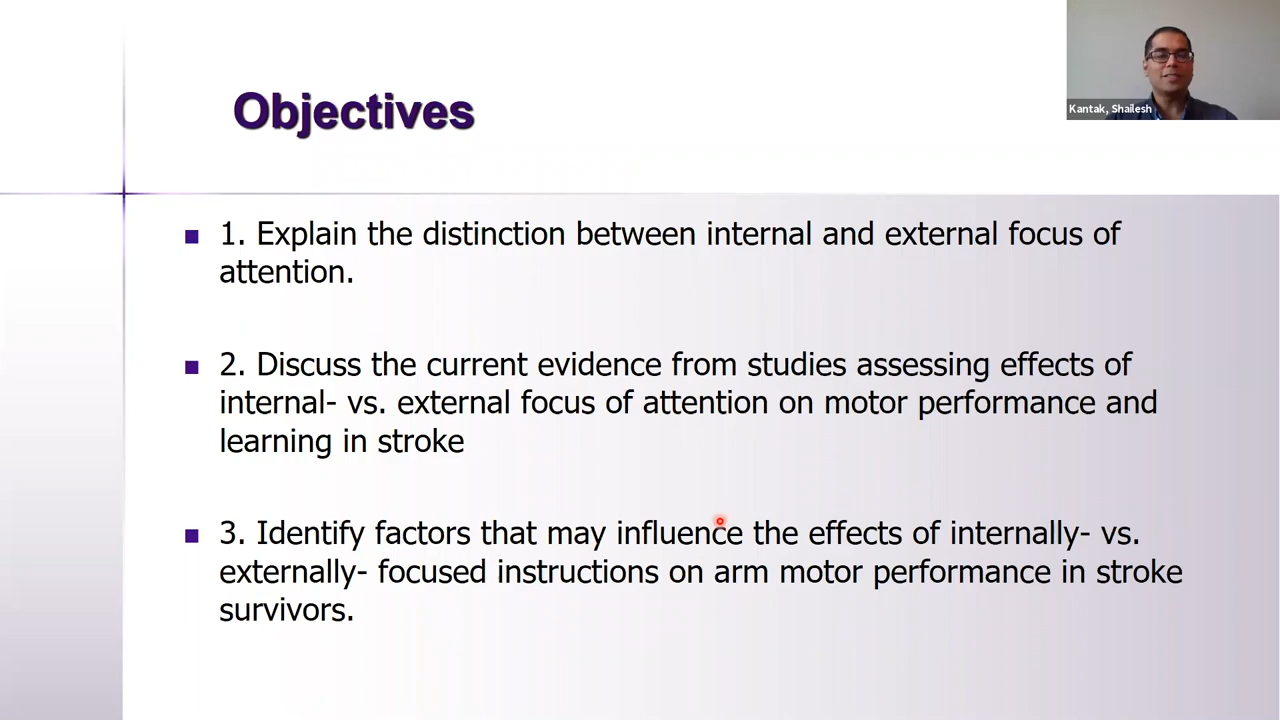 Objectives
Kantak, Shailesh
1. Explain the distinction between internal and external focus of
attention.
2. Discuss the current evidence from studies assessing effects of
internal- vs. external focus of attention on motor performance and
learning in stroke
3. Identify factors that may influence the effects of internally- vs.
externally- focused instructions on arm motor performance in stroke
survivors.